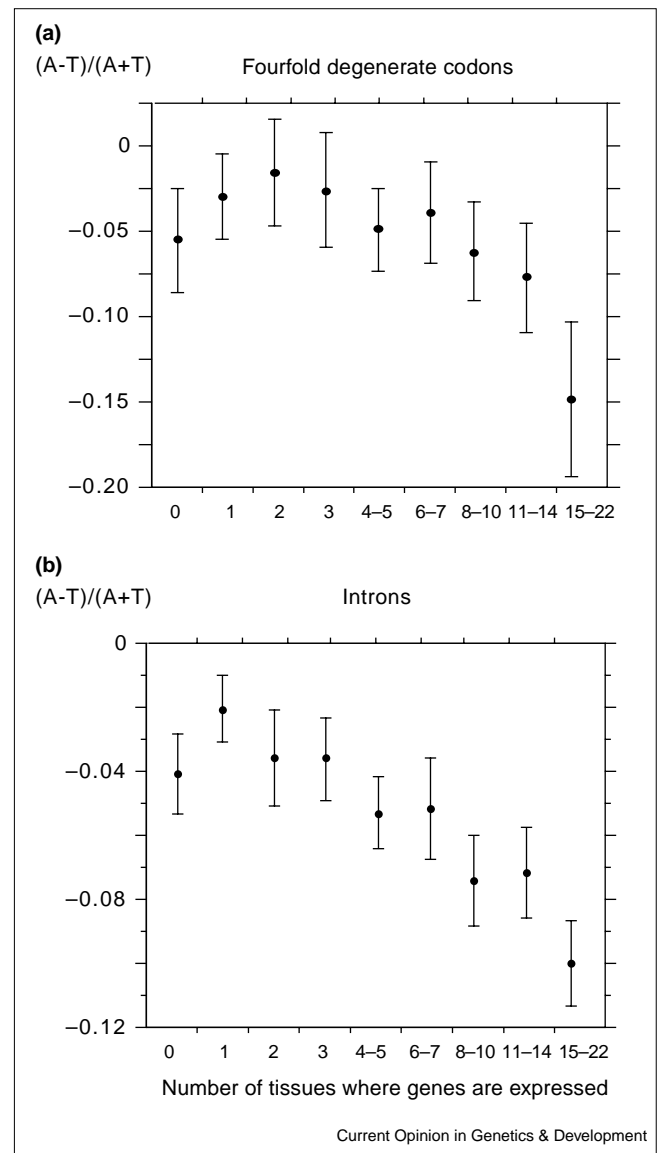 (a)
(A-T)/(A+T)
Fourfold degenerate codons
0
−0.05
−0.10
−0.15
−0.20
0 1 2 3 4–5 6–7 8–10 11–14 15–22
(b)
(A-T)/(A+T)
Introns
0
−0.04
−0.08
−0.12
0 1 2 3 4–5 6–7 8–10 11–14 15–22
Number of tissues where genes are expressed
Current Opinion in Genetics & Development